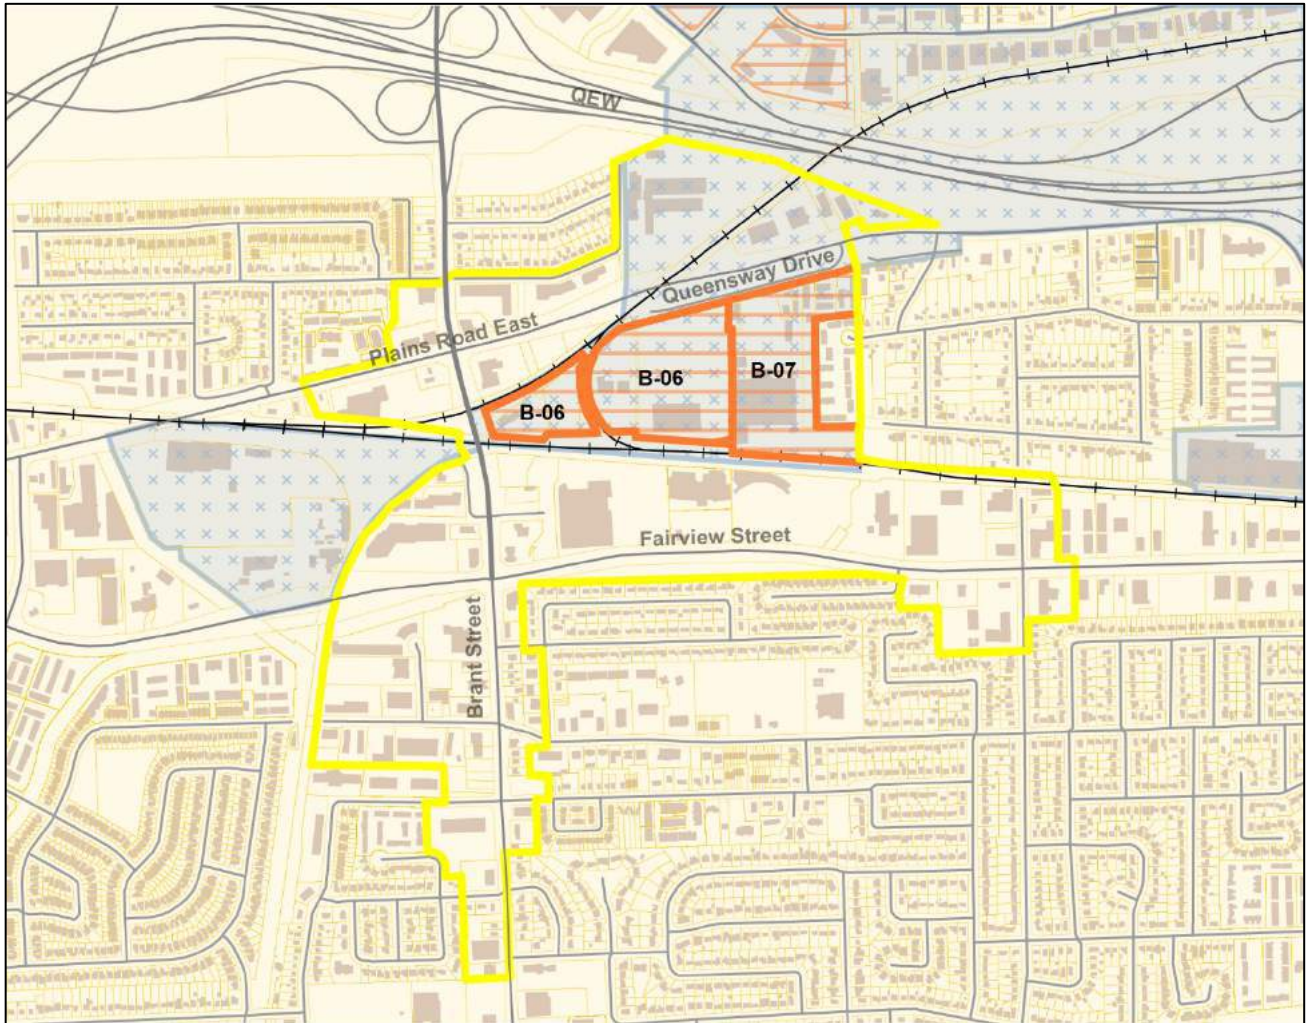 QEW
Queensway Drive
Plains Road East
B-06
B-07
B-06
Fairview Street
Brant Street